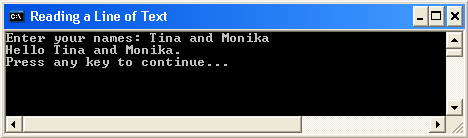 Reading a Line of Text
Enter your names: Tina and Monika
Hello Tina and Monika.
Press any key to continue...